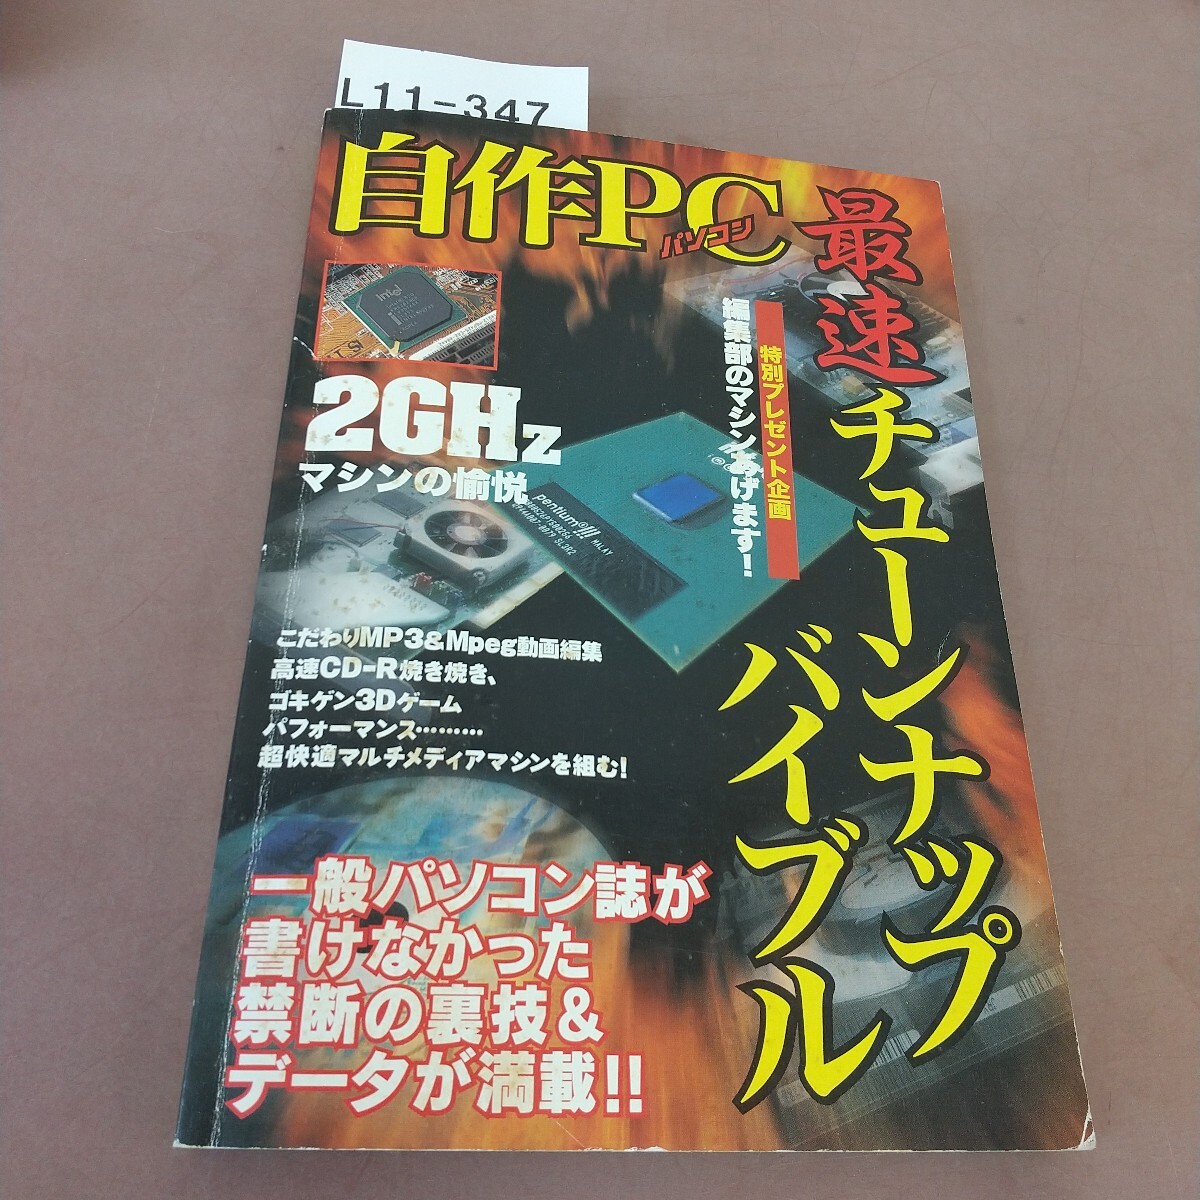 L11-347
自作PC
パソコン
最速
チューンナップ
バイブル
特別プレゼント企画
編集部のマシンあげます!
intel
2GHz
マシンの愉悦
pentium®!!!
MALAY
こだわりMP3&Mpeg動画編集
高速CD-R焼き焼き、
ゴキゲン3Dゲーム
パフォーマンス………
超快適マルチメディアマシンを組む!
一般パソコン誌が
書けなかった
禁断の裏技&
データが満載!!